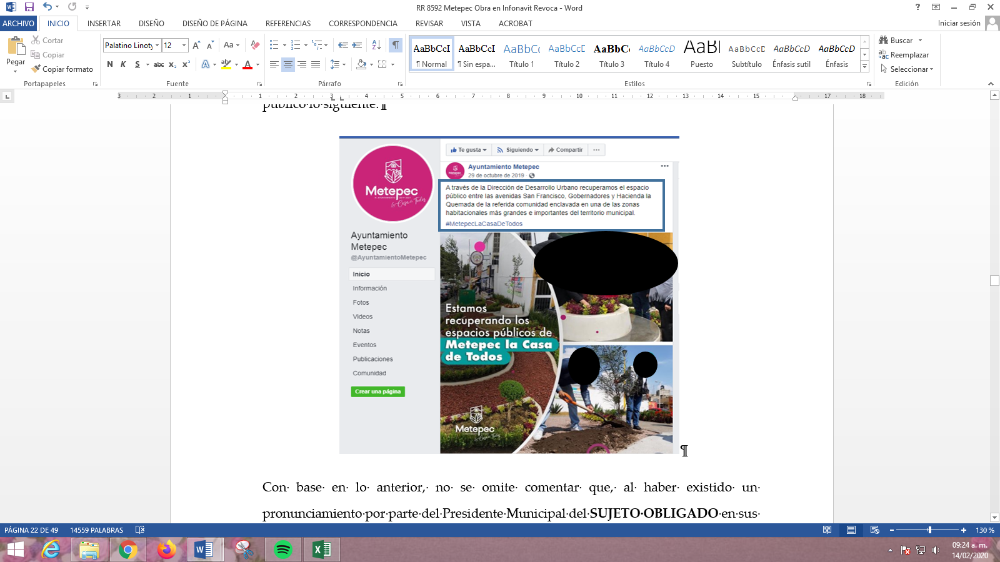 RR 8592 Metepec Obra en Infonavit Revoca - Word
ARCHIVO INICIO INSERTAR DISEÑO DISEÑO DE PÁGINA REFERENCIAS CORRESPONDENCIA REVISAR VISTA ACROBAT Iniciar sesión
Pegar
Cortar
Copiar
Copiar formato
Portapapeles
Palatino Linoty 12
N K S abc x₂ x²
Fuente
Párrafo
AaBbCcI AaBbCcI AaBbCc AaBbCcD AaBbC AaBbCcD AaBbI AaBbCcD AaBbCcD AaBbCcD
¶ Normal ¶ Sin espa... Título 1 Título 2 Título 3 Título 4 Puesto Subtítulo Énfasis sutil Énfasis
Estilos
Buscar
Reemplazar
Seleccionar
Edición
3 2 1 1 2 3 4 5 6 7 8 9 10 11 12 13 14 15 17 18
público·lo·siguiente:¶
Te gusta Siguiendo Compartir ...
Metepec
La Casa de Todos
Ayuntamiento Metepec
29 de octubre de 2019
A través de la Dirección de Desarrollo Urbano recuperamos el espacio
público entre las avenidas San Francisco, Gobernadores y Hacienda la
Quemada de la referida comunidad enclavada en una de las zonas
habitacionales más grandes e importantes del territorio municipal.
#MetepecLaCasaDeTodos
Ayuntamiento
Metepec
@AyuntamientoMetepec
Inicio
Información
Fotos
Videos
Notas
Eventos
Publicaciones
Comunidad
Crear una página
Estamos
recuperando los
espacios públicos de
Metepec la Casa
de Todos
Metepec
¶
Con· base· en· lo· anterior,· no· se· omite· comentar· que,· al· haber· existido· un·
pronunciamiento·por·parte·del·Presidente·Municipal·del·SUJETO·OBLIGADO·en·sus·
PÁGINA 22 DE 49 14559 PALABRAS 130 %
09:24 a. m.
14/02/2020